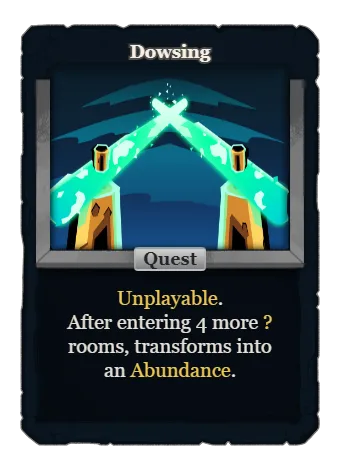 Dowsing
Quest
Unplayable.
After entering 4 more ?
rooms, transforms into
an Abundance.